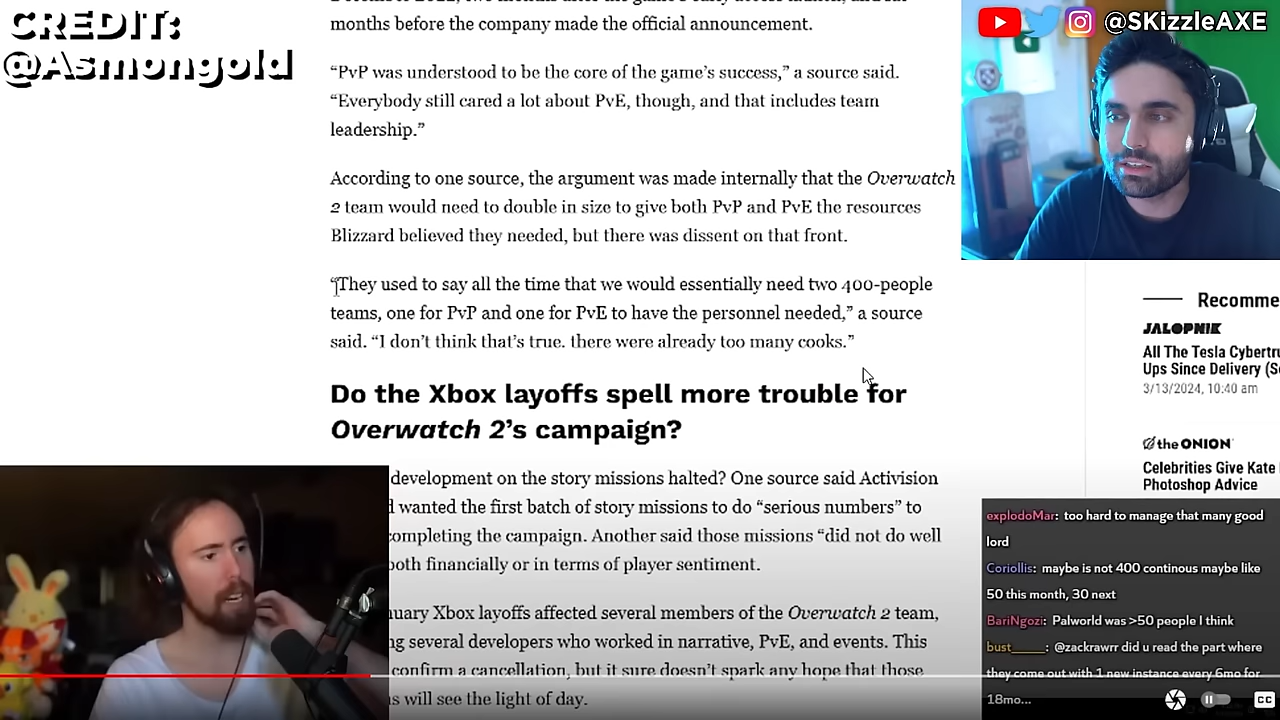 CREDIT:
@Asmongold
months before the company made the official announcement.
“PvP was understood to be the core of the game’s success,” a source said.
“Everybody still cared a lot about PvE, though, and that includes team
leadership.”
According to one source, the argument was made internally that the Overwatch
2 team would need to double in size to give both PvP and PvE the resources
Blizzard believed they needed, but there was dissent on that front.
“They used to say all the time that we would essentially need two 400-people
teams, one for PvP and one for PvE to have the personnel needed,” a source
said. “I don’t think that’s true. there were already too many cooks.”
Do the Xbox layoffs spell more trouble for
Overwatch 2’s campaign?
development on the story missions halted? One source said Activision
wanted the first batch of story missions to do “serious numbers” to
completing the campaign. Another said those missions “did not do well
both financially or in terms of player sentiment.
Xbox layoffs affected several members of the Overwatch 2 team,
several developers who worked in narrative, PvE, and events. This
confirm a cancellation, but it sure doesn’t spark any hope that those
will see the light of day.
@SKizzleAXE
Recomme
JALOPNIK
All The Tesla Cybertru
Ups Since Delivery (So
3/13/2024, 10:40 am
the ONION
Celebrities Give Kate
Photoshop Advice
explodoMar: too hard to manage that many good
lord
Coriollis: maybe is not 400 continous maybe like
50 this month, 30 next
BariNgozi: Palworld was >50 people I think
bust_____: @zackrawrr did u read the part where
they come out with 1 new instance every 6mo for
18mo...
CC